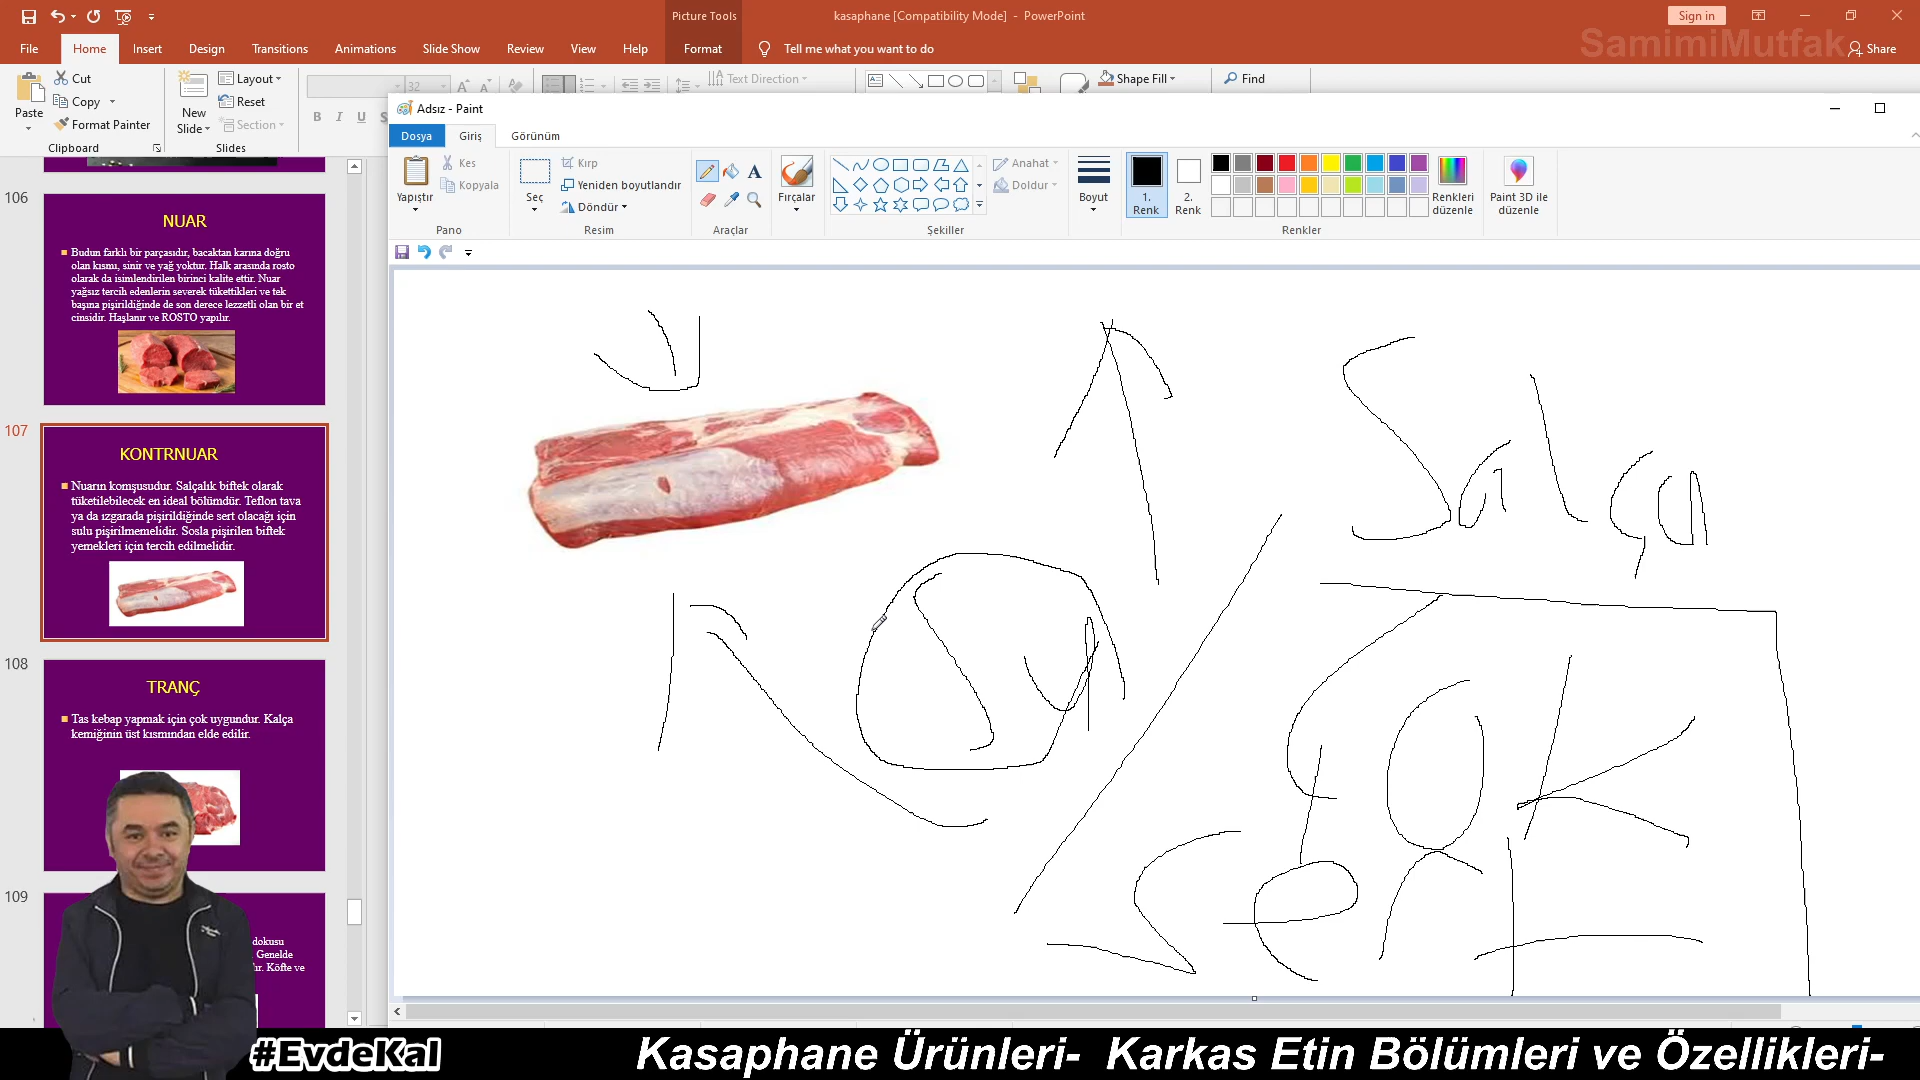 Picture Tools
kasaphane [Compatibility Mode] - PowerPoint
Sign in
File Home Insert Design Transitions Animations Slide Show Review View Help Format Tell me what you want to do
SamimiMutfak
Share
Paste
Cut
Copy
Format Painter
Clipboard
New Slide
Layout
Reset
Section
Slides
32
B I U S
Text Direction
Shape Fill
Find
Adsız - Paint
Dosya Giriş Görünüm
Yapıştır
Kes
Kopyala
Pano
Seç
Kırp
Yeniden boyutlandır
Döndür
Resim
A
Araçlar
Fırçalar
Anahat
Doldur
Şekiller
Boyut
1. Renk
2. Renk
Renkleri düzenle
Renkler
Paint 3D ile düzenle
106
NUAR
Budun farklı bir parçasıdır, bacaktan karına doğru
olan kısmı, sinir ve yağ yoktur. Halk arasında rosto
olarak da isimlendirilen birinci kalite ettir. Nuar
yağsız tercih edenlerin severek tükettikleri ve tek
başına pişirildiğinde de son derece lezzetli olan bir et
cinsidir. Haşlanır ve ROSTO yapılır.
107
KONTRNUAR
Nuarın komşusudur. Salçalık biftek olarak
tüketilebilecek en ideal bölümdür. Teflon tava
ya da ızgarada pişirildiğinde sert olacağı için
sulu pişirilmemelidir. Sosla pişirilen biftek
yemekleri için tercih edilmelidir.
108
TRANÇ
Tas kebap yapmak için çok uygundur. Kalça
kemiğinin üst kısmından elde edilir.
109
dokusu
Genelde
Köfte ve
Salça
Su
çok
sert
#EvdeKal
Kasaphane Ürünleri- Karkas Etin Bölümleri ve Özellikleri-